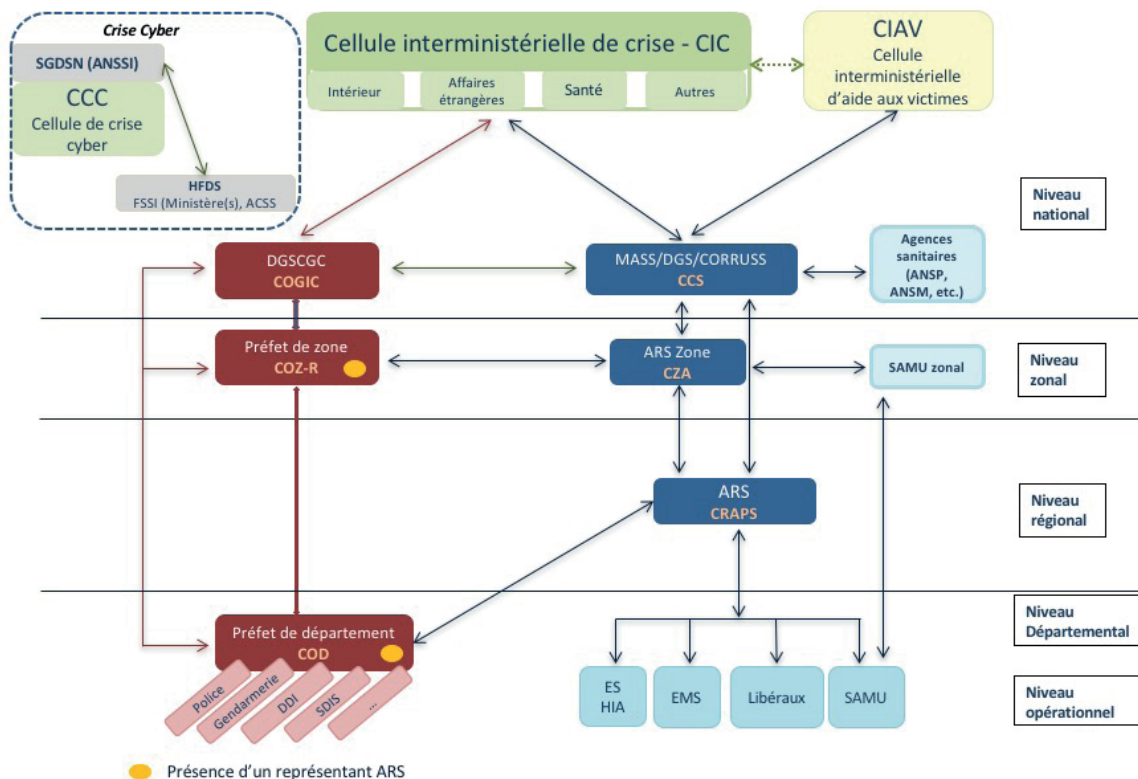 Crise Cyber
SGDSN (ANSSI)
CCC
Cellule de crise
cyber
HFDS
FSSI (Ministère(s), ACSS
Cellule interministérielle de crise - CIC
Intérieur
Affaires
étrangères
Santé
Autres
CIAV
Cellule
interministérielle
d'aide aux victimes
Niveau
national
DGSCGC
COGIC
MASS/DGS/CORRUSS
CCS
Agences
sanitaires
(ANSP,
ANSM, etc.)
Préfet de zone
COZ-R
ARS Zone
CZA
SAMU zonal
Niveau
zonal
ARS
CRAPS
Niveau
régional
Niveau
Départemental
Préfet de département
COD
Police
Gendarmerie
DDI
SDIS
...
ES
HIA
EMS
Libéraux
SAMU
Niveau
opérationnel
Présence d'un représentant ARS